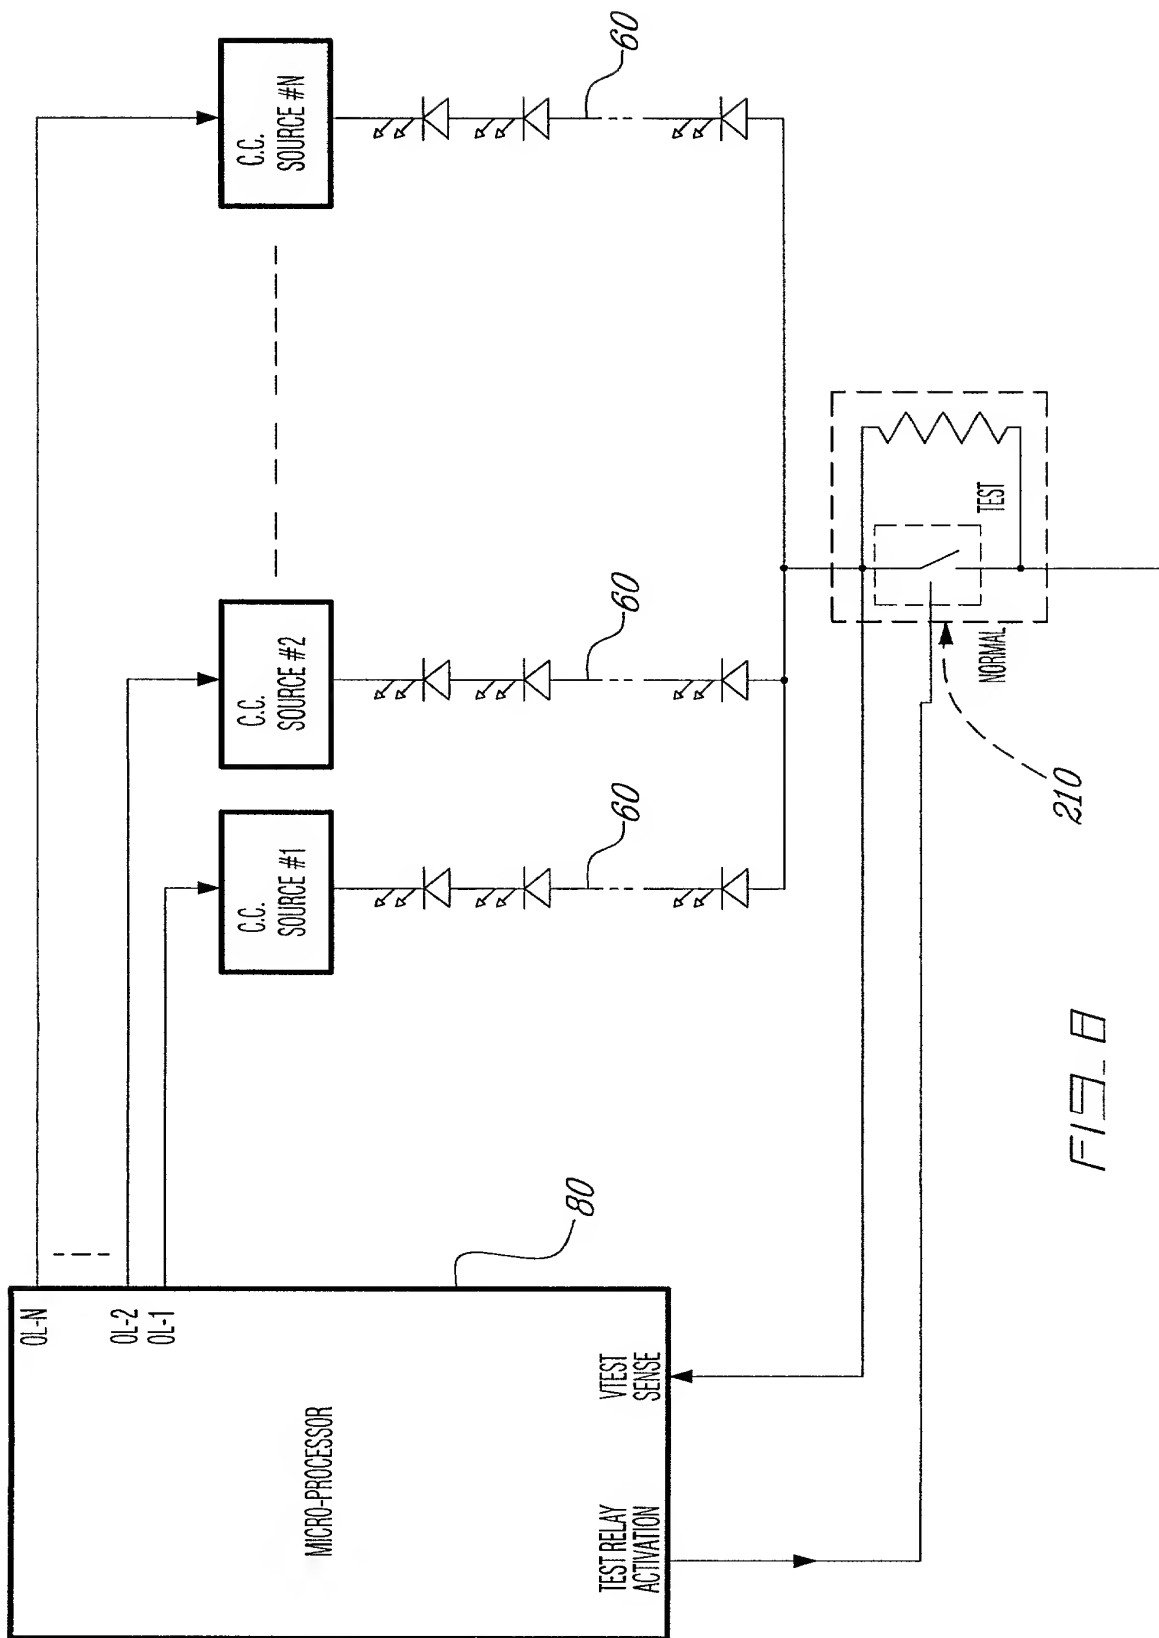 OL-N
OL-2
OL-1
MICRO-PROCESSOR
TEST RELAY
ACTIVATION
VTEST
SENSE
80
C.C.
SOURCE #1
C.C.
SOURCE #2
C.C.
SOURCE #N
60
60
60
NORMAL
TEST
210
FIG. 8